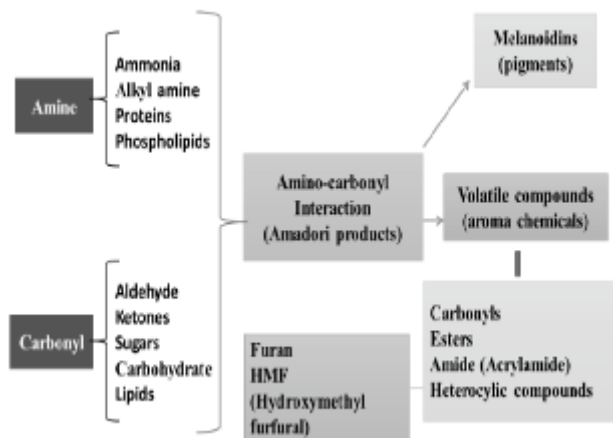 Amine
Ammonia
Alkyl amine
Proteins
Phospholipids
Carbonyl
Aldehyde
Ketones
Sugars
Carbohydrate
Lipids
Amino-carbonyl
Interaction
(Amadori products)
Melanoidins
(pigments)
Volatile compounds
(aroma chemicals)
Carbonyls
Esters
Amide (Acrylamide)
Heterocylic compounds
Furan
HMF
(Hydroxymethyl
furfural)